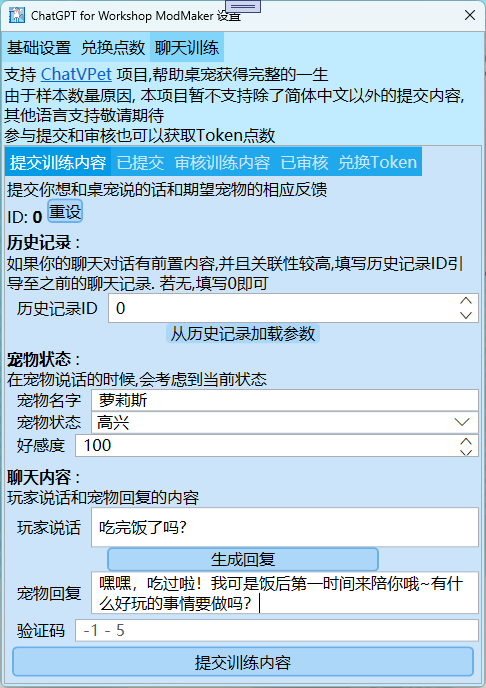 ChatGPT for Workshop ModMaker 设置
基础设置 兑换点数 聊天训练
支持 ChatVPet 项目,帮助桌宠获得完整的一生
由于样本数量原因, 本项目暂不支持除了简体中文以外的提交内容,
其他语言支持敬请期待
参与提交和审核也可以获取Token点数
提交训练内容 已提交 审核训练内容 已审核 兑换Token
提交你想和桌宠说的话和期望宠物的相应反馈
ID: 0 重设
历史记录 :
如果你的聊天对话有前置内容,并且关联性较高,填写历史记录ID引
导至之前的聊天记录. 若无,填写0即可
历史记录ID 0
从历史记录加载参数
宠物状态 :
在宠物说话的时候,会考虑到当前状态
宠物名字 萝莉斯
宠物状态 高兴
好感度 100
聊天内容 :
玩家说话和宠物回复的内容
玩家说话 吃完饭了吗?
生成回复
宠物回复 嘿嘿，吃过啦！我可是饭后第一时间来陪你哦~有什
么好玩的事情要做吗?
验证码 -1 - 5
提交训练内容